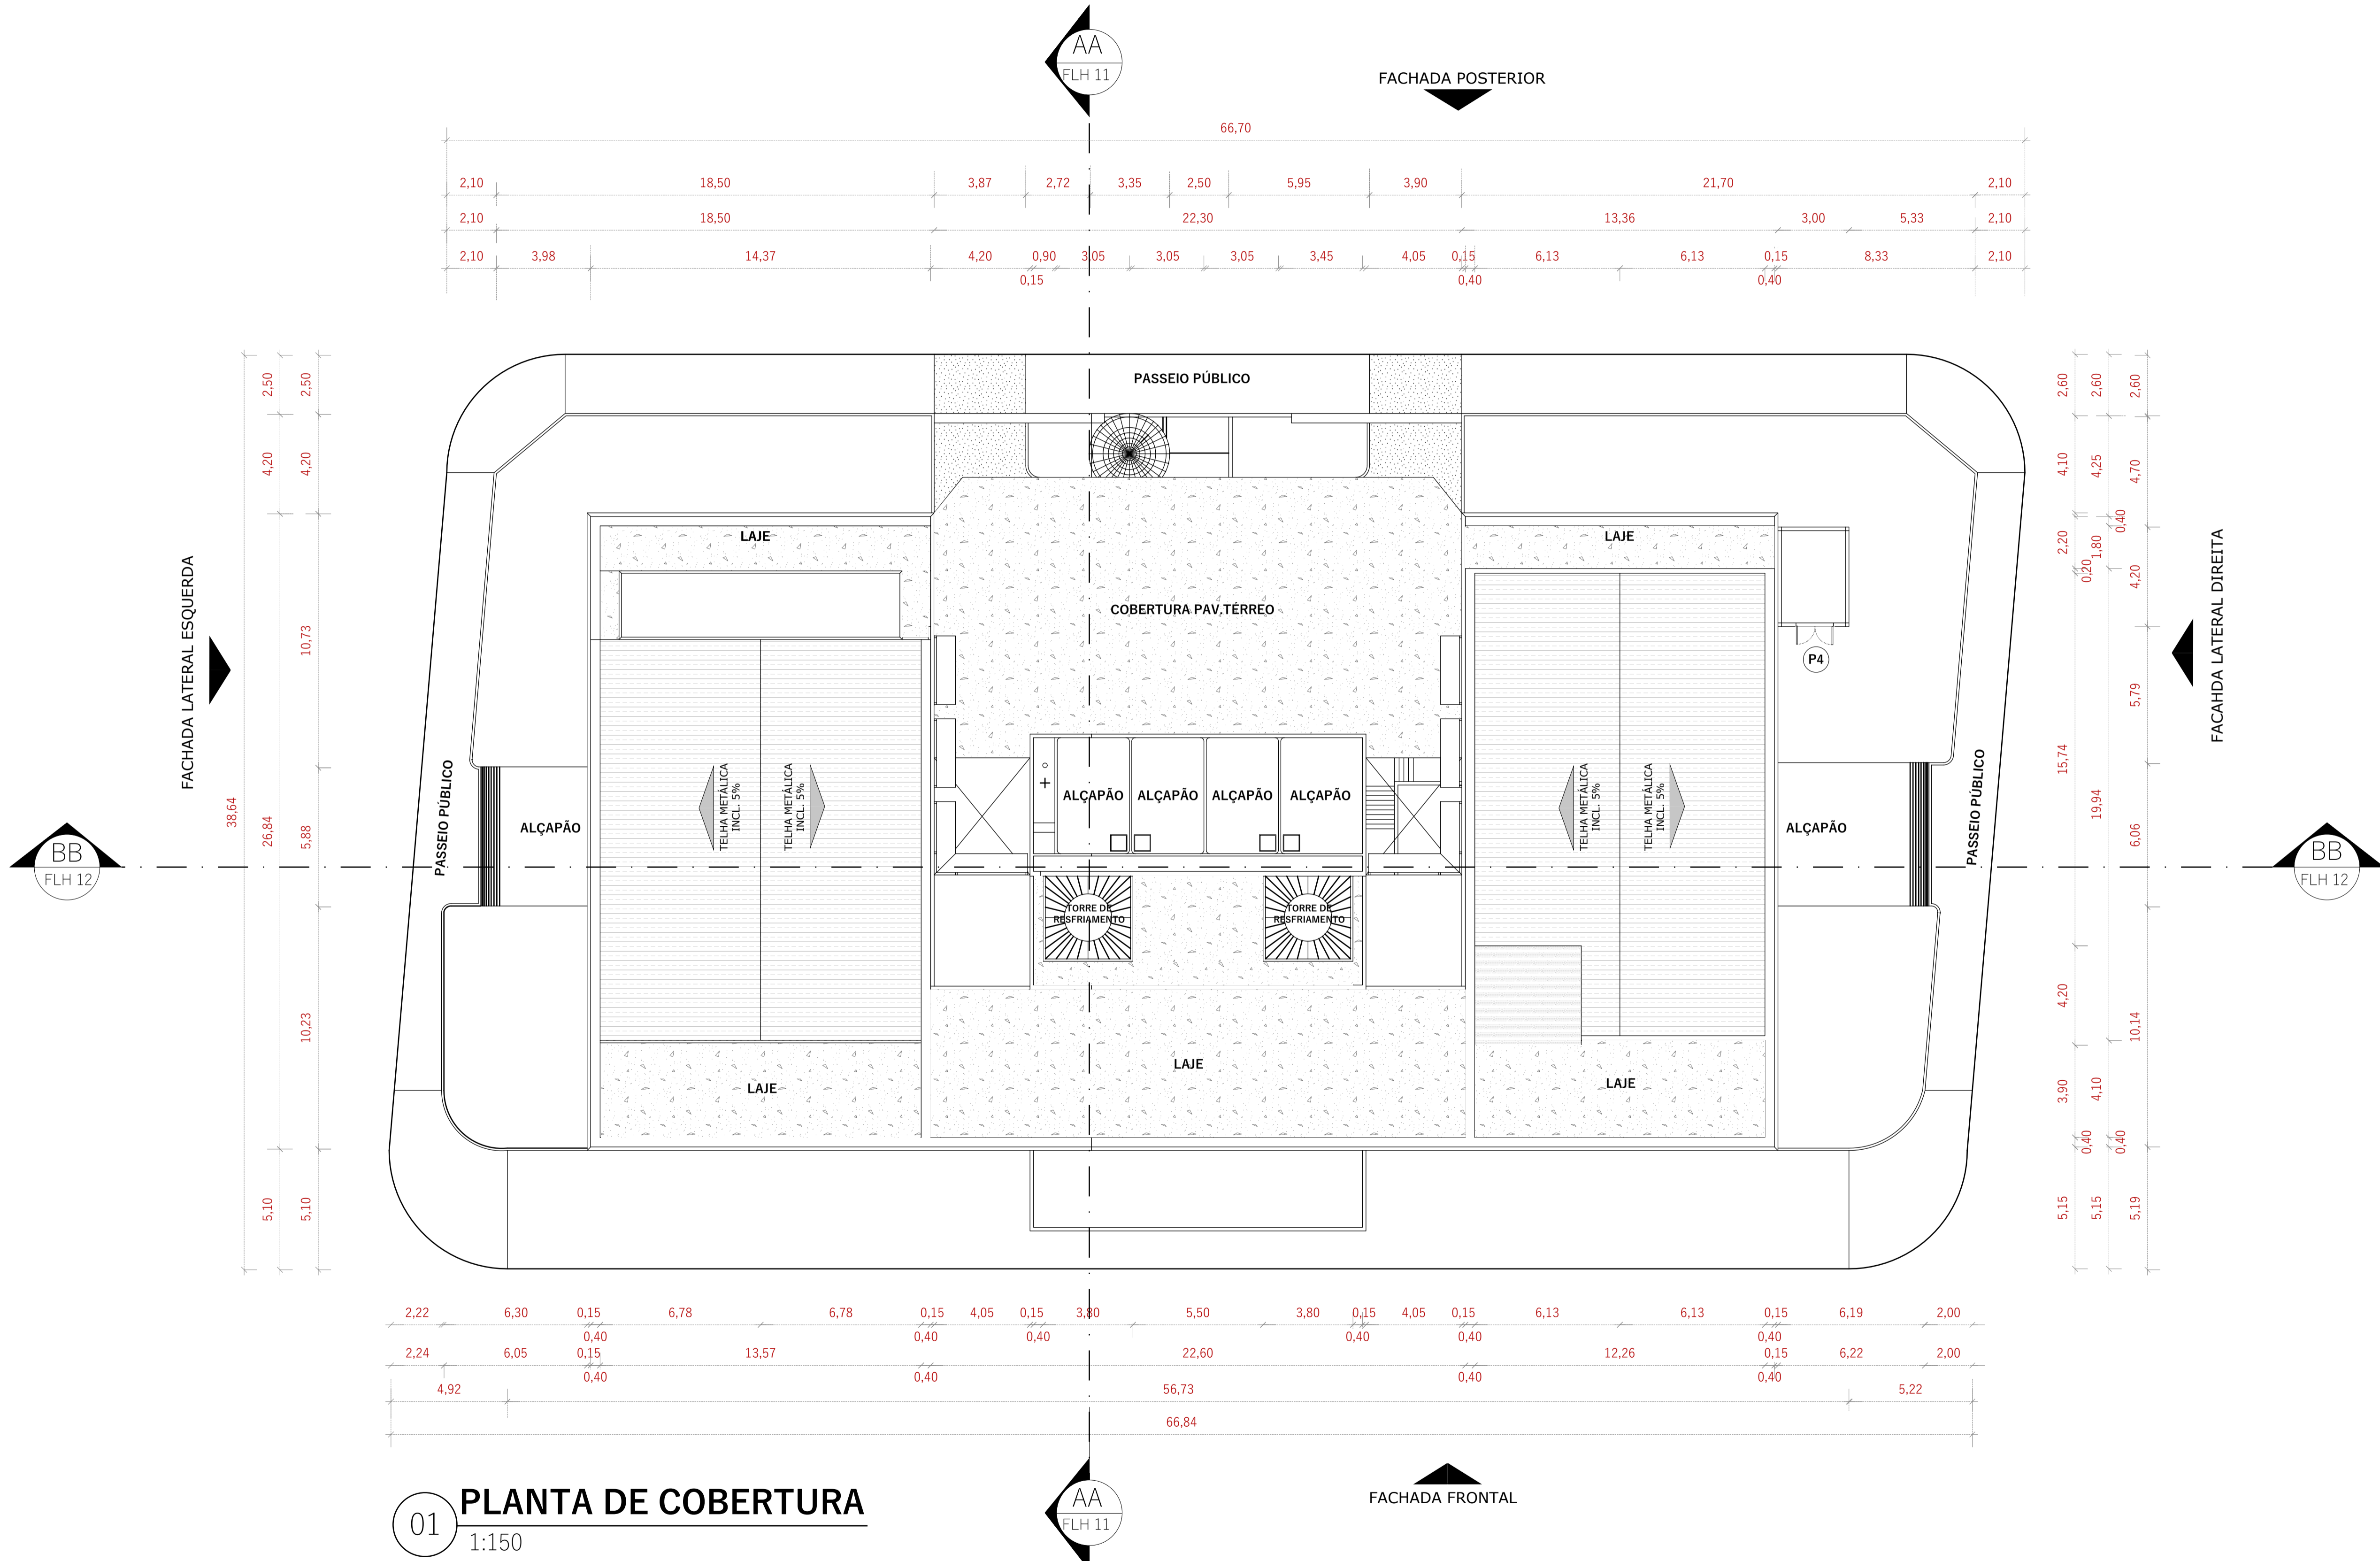 AA
FLH 11
FACHADA POSTERIOR
66,70
2,10 18,50 3,87 2,72 3,35 2,50 5,95 3,90 21,70 2,10
2,10 18,50 22,30 13,36 3,00 5,33 2,10
2,10 3,98 14,37 4,20 0,90 3,05 3,05 3,05 3,45 4,05 0,15 6,13 6,13 0,15 8,33 2,10
0,15 0,40 0,40
FACHADA LATERAL ESQUERDA
38,64
2,50 4,20 26,84 5,10
2,50 4,20 10,73 5,88 10,23 5,10
BB
FLH 12
PASSEIO PÚBLICO
PASSEIO PÚBLICO
LAJE
LAJE
COBERTURA PAV.TÉRREO
P4
TELHA METÁLICA
INCL. 5%
TELHA METÁLICA
INCL. 5%
TELHA METÁLICA
INCL. 5%
TELHA METÁLICA
INCL. 5%
ALÇAPÃO
ALÇAPÃO ALÇAPÃO ALÇAPÃO ALÇAPÃO
ALÇAPÃO
PASSEIO PÚBLICO
TORRE DE
RESFRIAMENTO
TORRE DE
RESFRIAMENTO
LAJE
LAJE
LAJE
2,60 4,10 2,20 0,20 15,74 4,20 3,90 0,40 5,15
2,60 4,25 0,40 1,80 19,94 4,10 0,40 5,15
2,60 4,70 4,20 5,79 6,06 10,14 5,19
FACAHDA LATERAL DIREITA
BB
FLH 12
2,22 6,30 0,15 6,78 6,78 0,15 4,05 0,15 3,80 5,50 3,80 0,15 4,05 0,15 6,13 6,13 0,15 6,19 2,00
0,40 0,40 0,40 0,40 0,40 0,40
2,24 6,05 0,15 13,57 22,60 12,26 0,15 6,22 2,00
0,40 0,40 0,40 0,40
4,92 56,73 5,22
66,84
01 PLANTA DE COBERTURA
1:150
AA
FLH 11
FACHADA FRONTAL